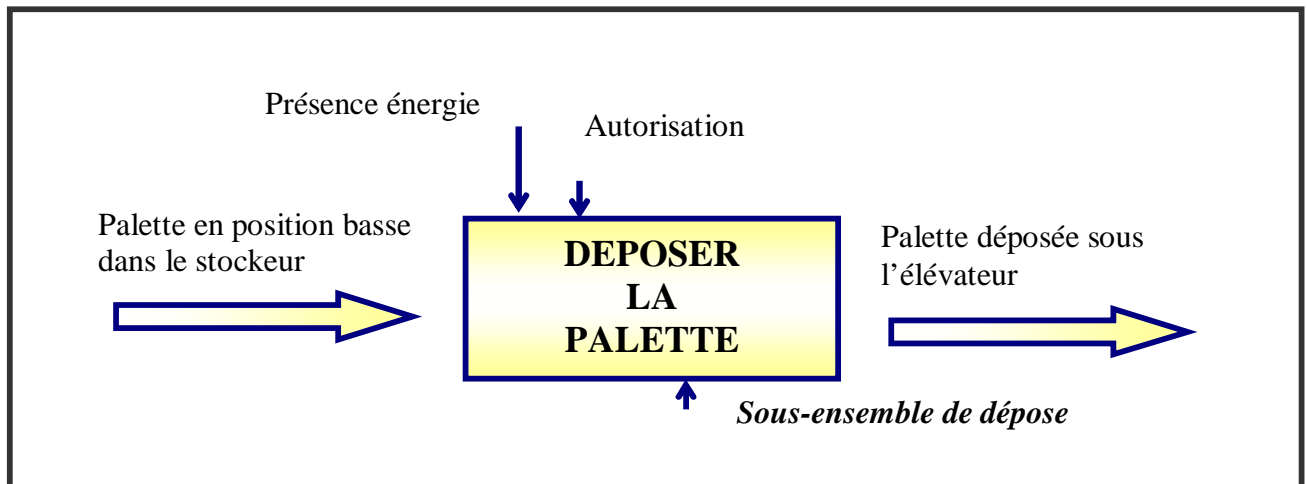 Présence énergie
Autorisation
Palette en position basse
dans le stockeur
DEPOSER
LA
PALETTE
Palette déposée sous
l’élévateur
Sous-ensemble de dépose